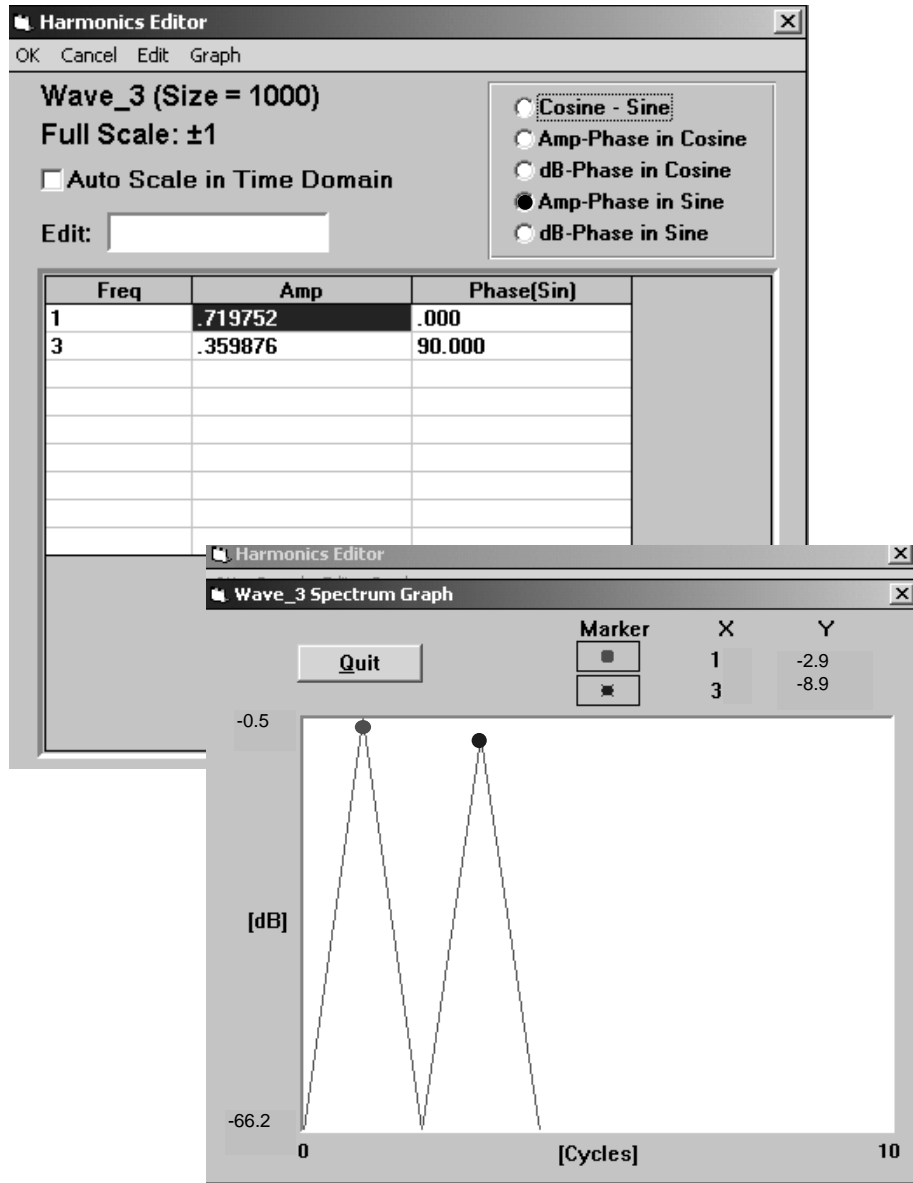 Harmonics Editor
OK Cancel Edit Graph
Wave_3 (Size = 1000)
Full Scale: ±1
Auto Scale in Time Domain
Edit:
Cosine - Sine
Amp-Phase in Cosine
dB-Phase in Cosine
Amp-Phase in Sine
dB-Phase in Sine
Freq Amp Phase(Sin)
1 .719752 .000
3 .359876 90.000
Harmonics Editor
Wave_3 Spectrum Graph
Quit
Marker X Y
1 -2.9
3 -8.9
-0.5
[dB]
-66.2
0 [Cycles] 10